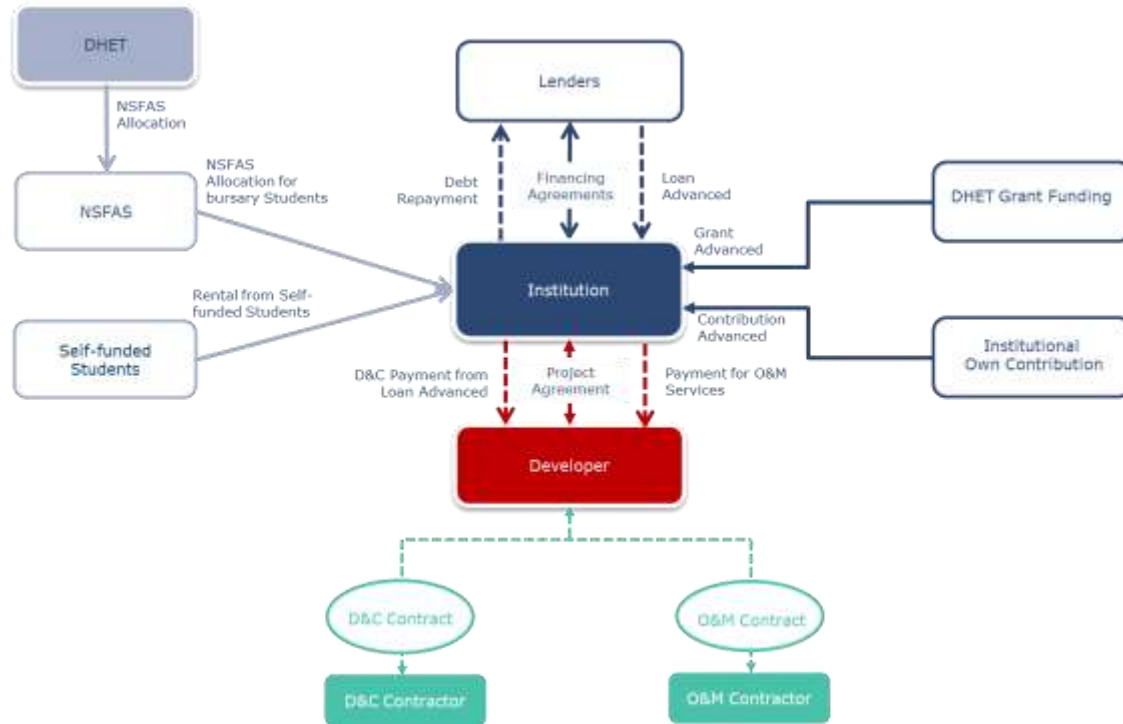 DHET
NSFAS
Allocation
NSFAS
NSFAS
Allocation for
bursary Students
Rental from Self-
funded Students
Self-funded
Students
Lenders
Debt
Repayment
Financing
Agreements
Loan
Advanced
Institution
Grant
Advanced
DHET Grant Funding
Contribution
Advanced
Institutional
Own Contribution
D&C Payment from
Loan Advanced
Project
Agreement
Payment for O&M
Services
Developer
D&C Contract
O&M Contract
D&C Contractor
O&M Contractor